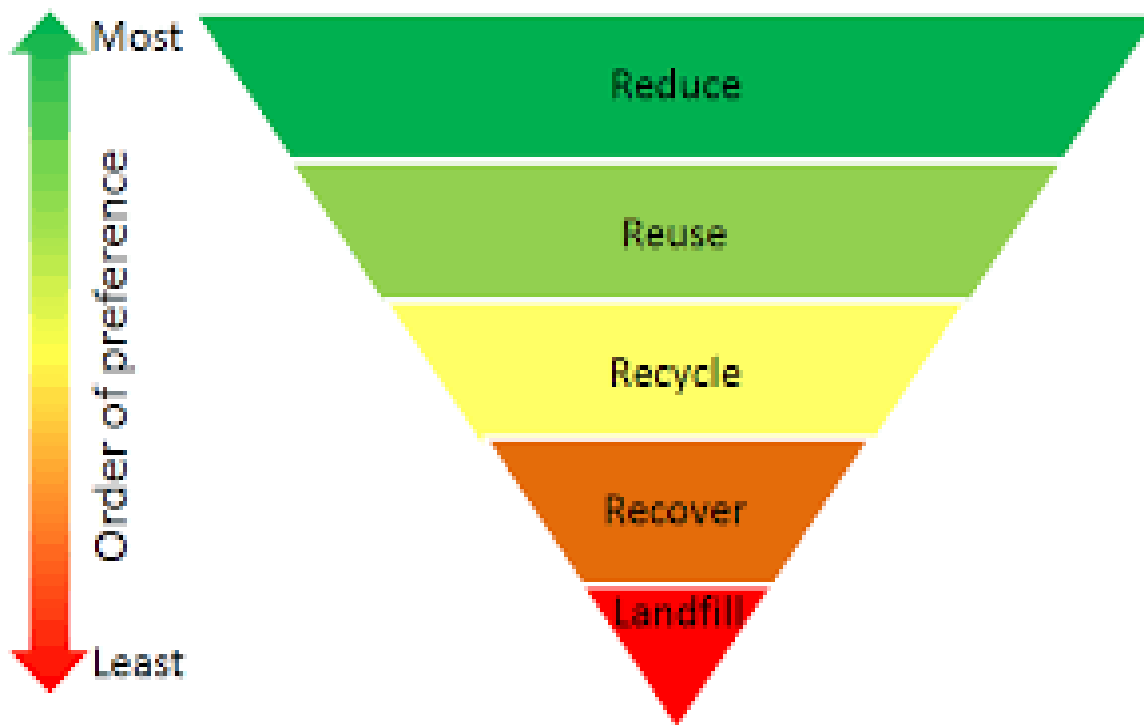 Most
Order of preference
Least
Reduce
Reuse
Recycle
Recover
Landfill